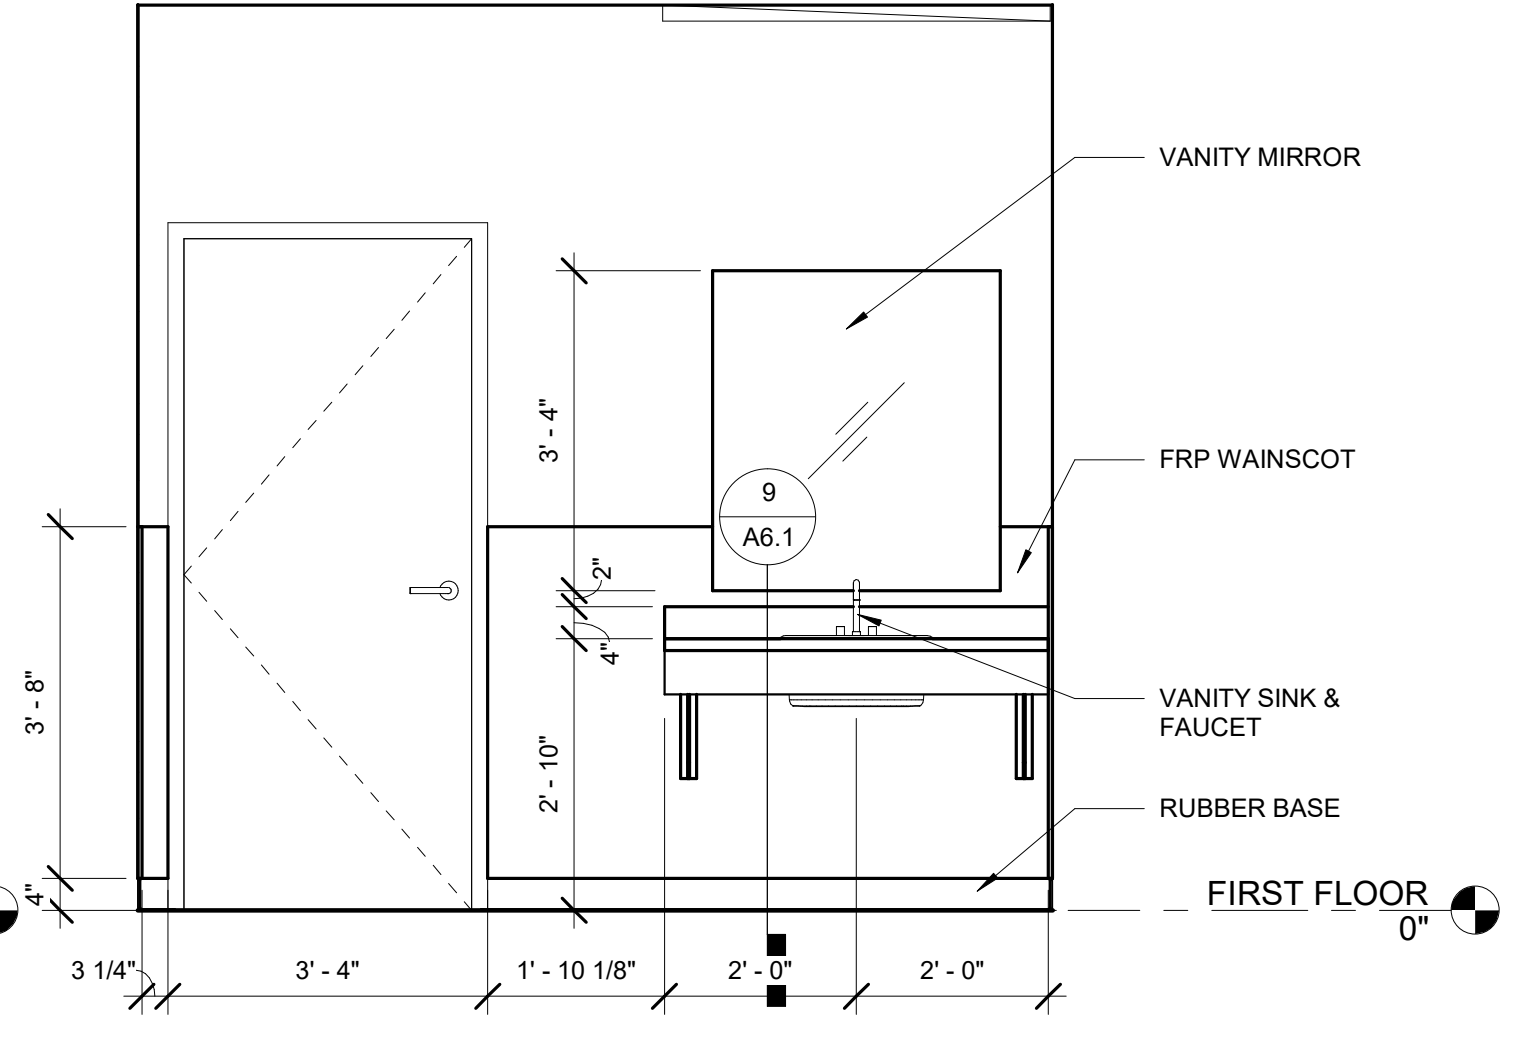 VANITY MIRROR
3' - 4"
FRP WAINSCOT
9
A6.1
2"
4"
3' - 8"
VANITY SINK &
FAUCET
2' - 10"
RUBBER BASE
4"
FIRST FLOOR
0"
3 1/4"
3' - 4"
1' - 10 1/8"
2' - 0"
2' - 0"